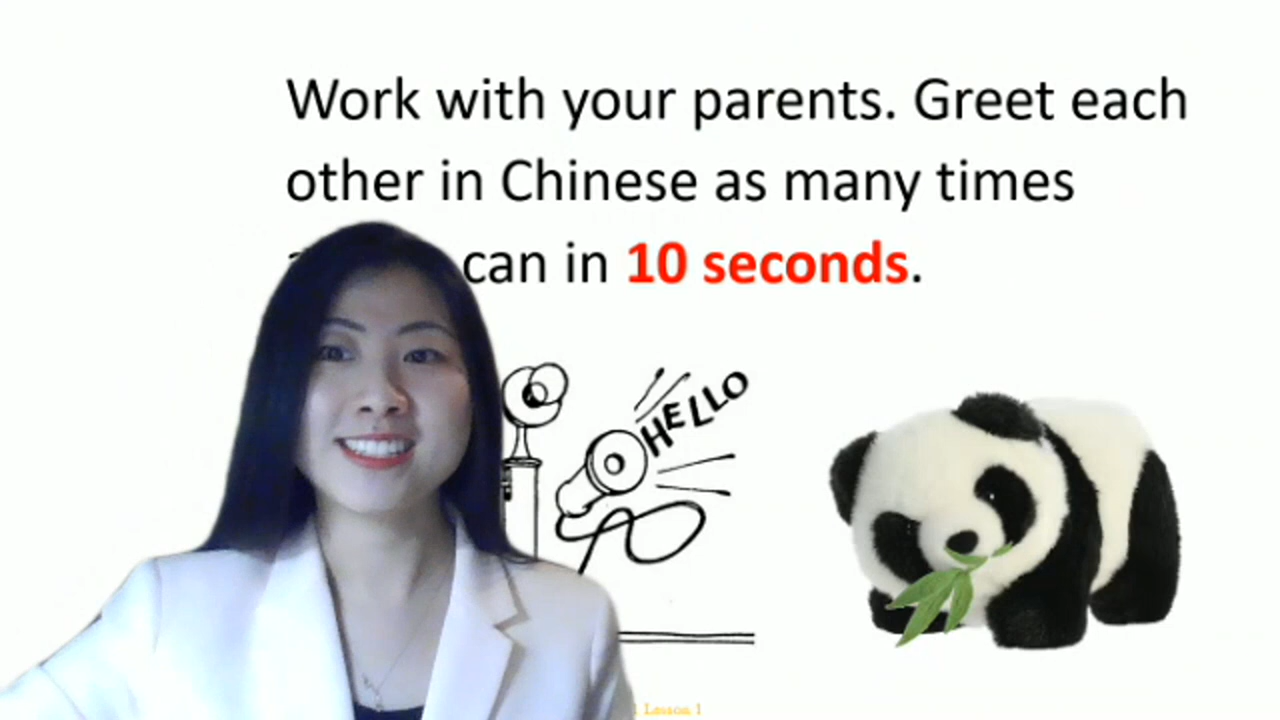 Work with your parents. Greet each
other in Chinese as many times
can in 10 seconds.
HELLO
Lesson 1